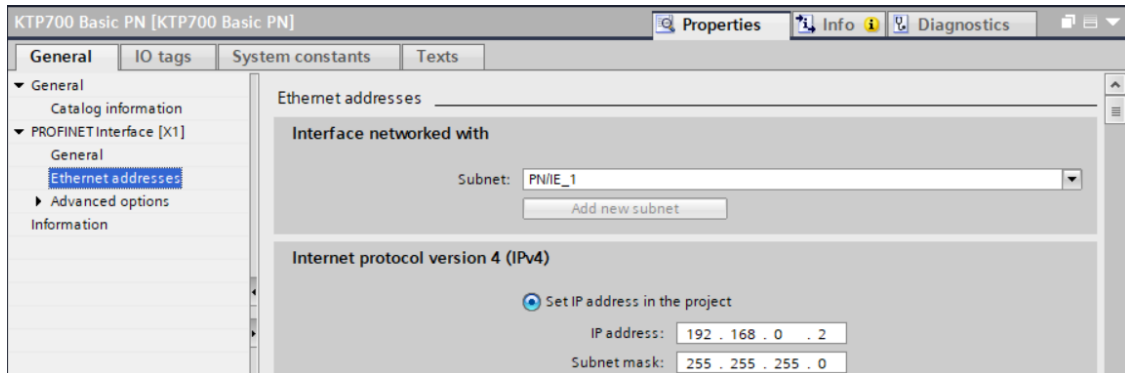 KTP700 Basic PN [KTP700 Basic PN]
Properties
Info
Diagnostics
General
IO tags
System constants
Texts
General
Catalog information
PROFINET Interface [X1]
General
Ethernet addresses
Advanced options
Information
Ethernet addresses
Interface networked with
Subnet: PN/IE_1
Add new subnet
Internet protocol version 4 (IPv4)
Set IP address in the project
IP address: 192 . 168 . 0 . 2
Subnet mask: 255 . 255 . 255 . 0